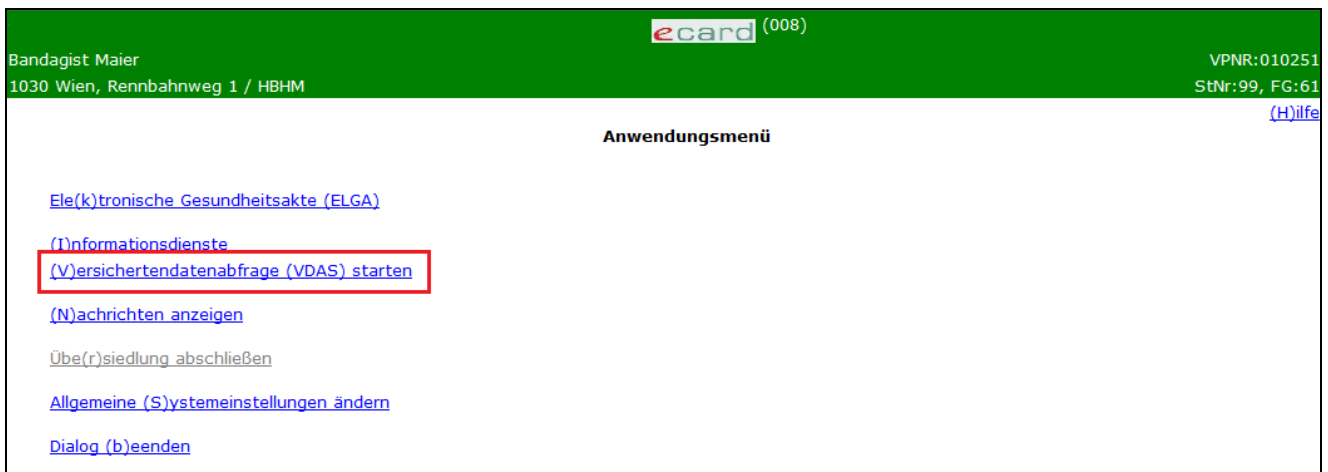 ecard (008)
Bandagist Maier VPNR:010251
1030 Wien, Rennbahnweg 1 / HBHM StNr:99, FG:61
(H)ilfe
Anwendungsmenü
Ele(k)tronische Gesundheitsakte (ELGA)
(I)nformationsdienste
(V)ersichertendatenabfrage (VDAS) starten
(N)achrichten anzeigen
Übe(r)siedlung abschließen
Allgemeine (S)ystemeinstellungen ändern
Dialog (b)eenden